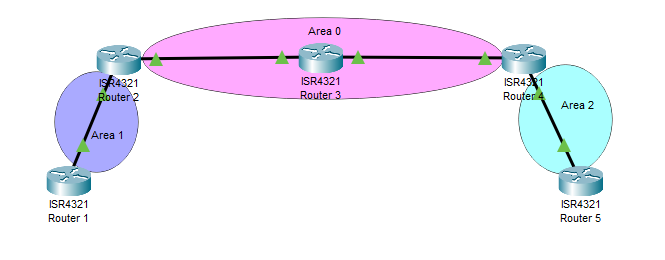 Area 0
ISR4321
Router 2
ISR4321
Router 3
ISR4321
Router 4
Area 1
Area 2
ISR4321
Router 1
ISR4321
Router 5